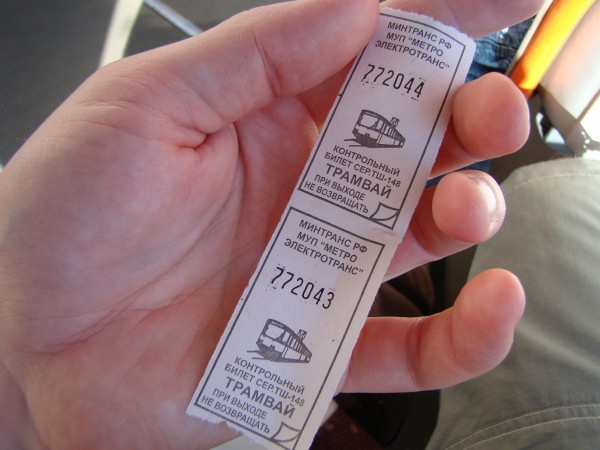 МИНТРАНС РФ
МУП "МЕТРО
ЭЛЕКТРОТРАНС"
772044
КОНТРОЛЬНЫЙ
БИЛЕТ СЕР.ТШ-148
ТРАМВАЙ
ПРИ ВЫХОДЕ
НЕ ВОЗВРАЩАТЬ
МИНТРАНС РФ
МУП "МЕТРО
ЭЛЕКТРОТРАНС"
772043
КОНТРОЛЬНЫЙ
БИЛЕТ СЕР.ТШ-148
ТРАМВАЙ
ПРИ ВЫХОДЕ
НЕ ВОЗВРАЩАТЬ